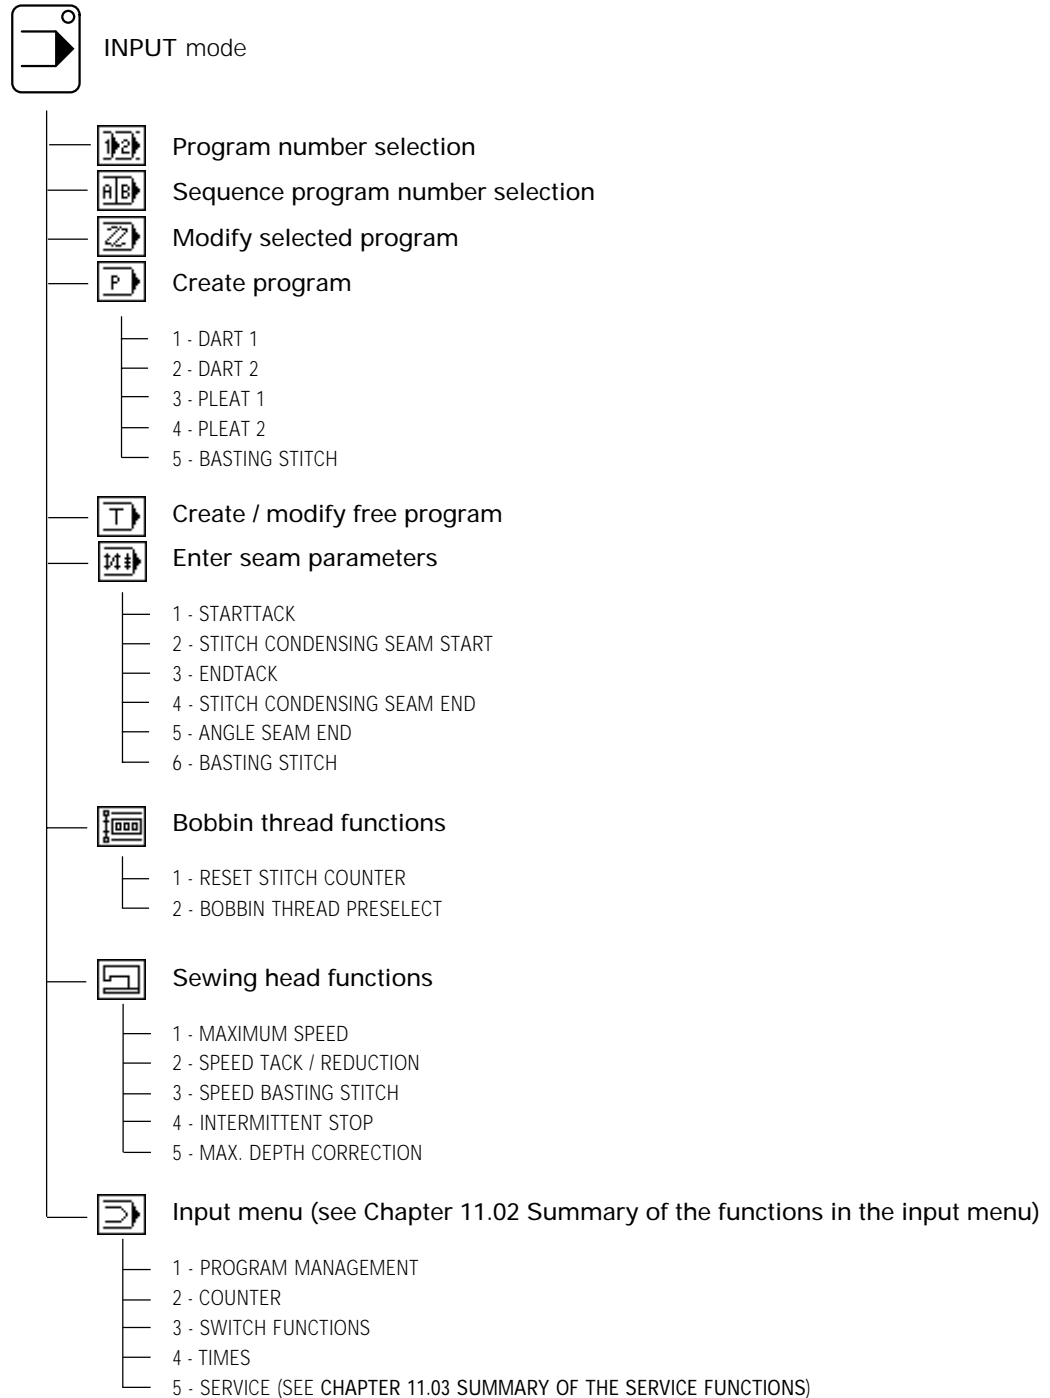 INPUT mode
Program number selection
Sequence program number selection
Modify selected program
P Create program
1 - DART 1
2 - DART 2
3 - PLEAT 1
4 - PLEAT 2
5 - BASTING STITCH
T Create / modify free program
Enter seam parameters
1 - STARTTACK
2 - STITCH CONDENSING SEAM START
3 - ENDTACK
4 - STITCH CONDENSING SEAM END
5 - ANGLE SEAM END
6 - BASTING STITCH
Bobbin thread functions
1 - RESET STITCH COUNTER
2 - BOBBIN THREAD PRESELECT
Sewing head functions
1 - MAXIMUM SPEED
2 - SPEED TACK / REDUCTION
3 - SPEED BASTING STITCH
4 - INTERMITTENT STOP
5 - MAX. DEPTH CORRECTION
Input menu (see Chapter 11.02 Summary of the functions in the input menu)
1 - PROGRAM MANAGEMENT
2 - COUNTER
3 - SWITCH FUNCTIONS
4 - TIMES
5 - SERVICE (SEE CHAPTER 11.03 SUMMARY OF THE SERVICE FUNCTIONS)